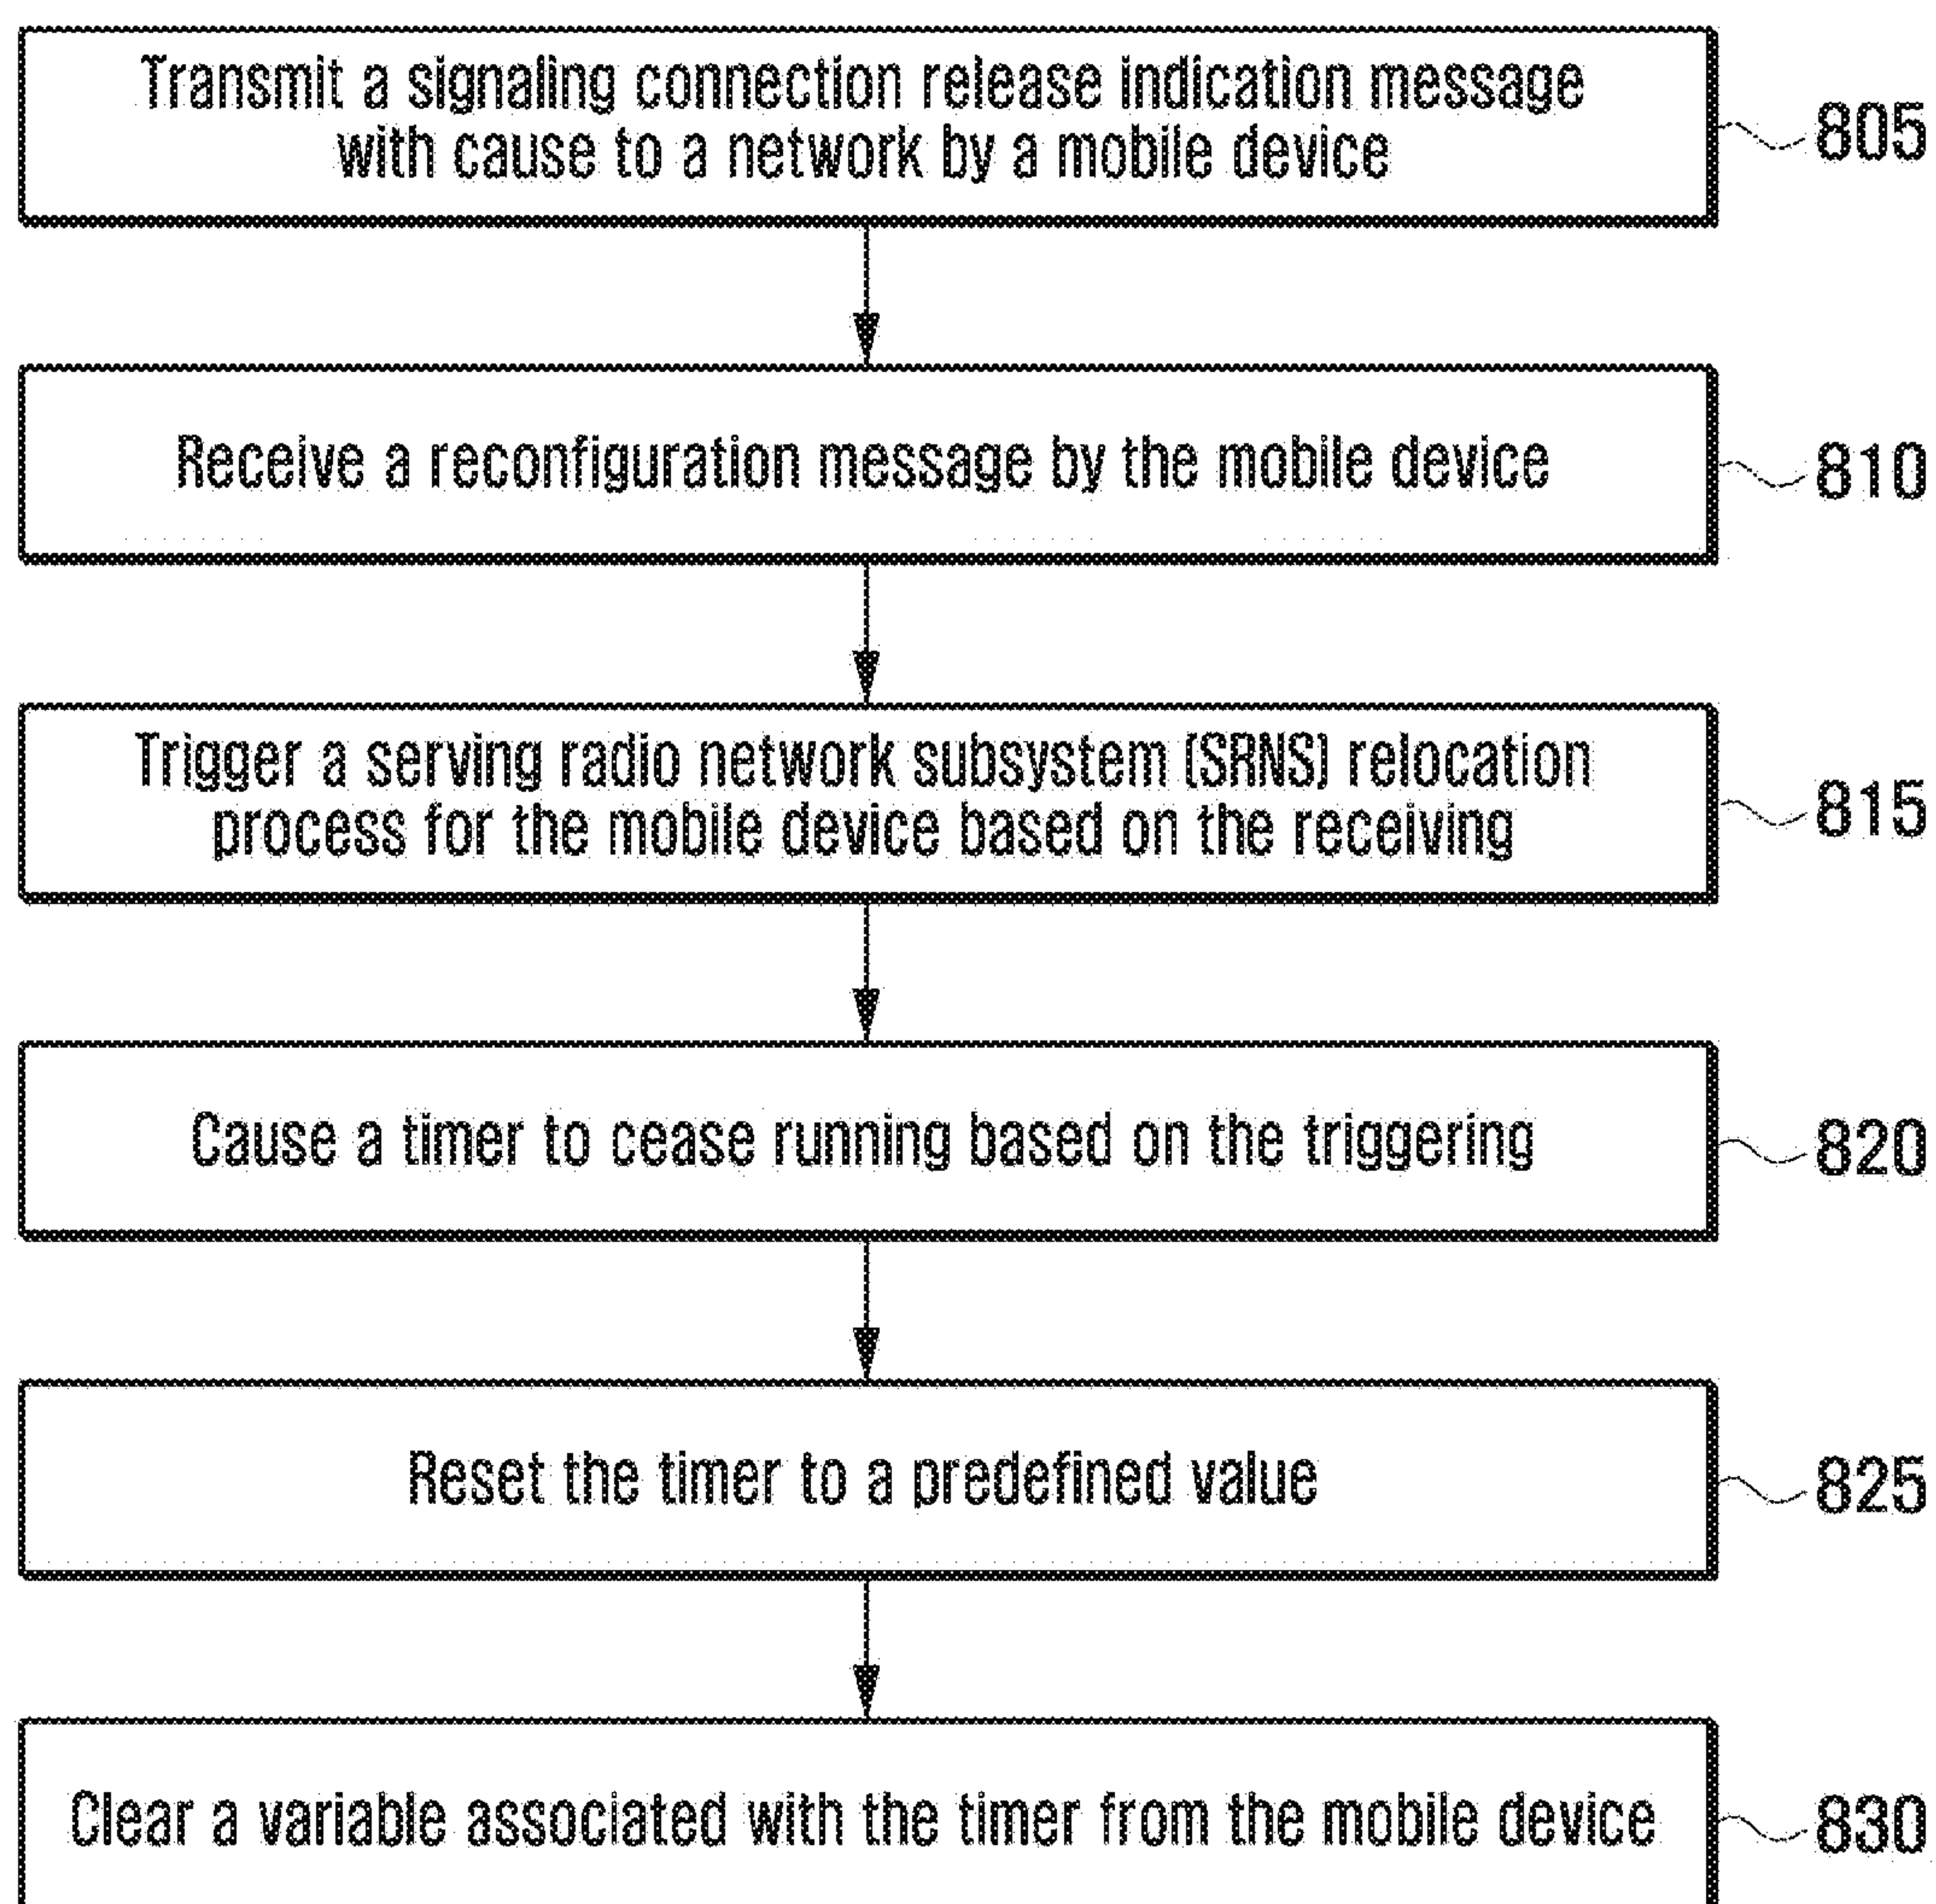 Transmit a signaling connection release indication message
with cause to a network by a mobile device
805
Receive a reconfiguration message by the mobile device
810
Trigger a serving radio network subsystem (SRNS) relocation
process for the mobile device based on the receiving
815
Cause a timer to cease running based on the triggering
820
Reset the timer to a predefined value
825
Clear a variable associated with the timer from the mobile device
830